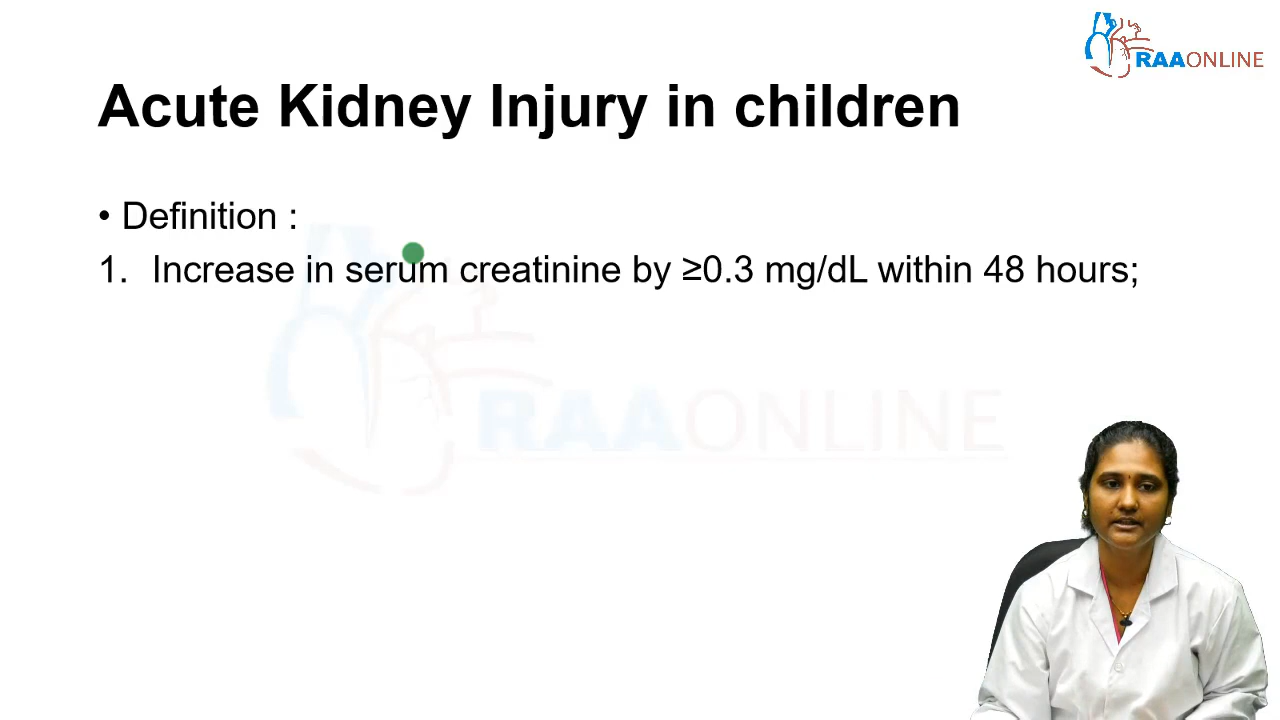 RAAONLINE
Acute Kidney Injury in children
• Definition :
1. Increase in serum creatinine by ≥0.3 mg/dL within 48 hours;
RAAONLINE